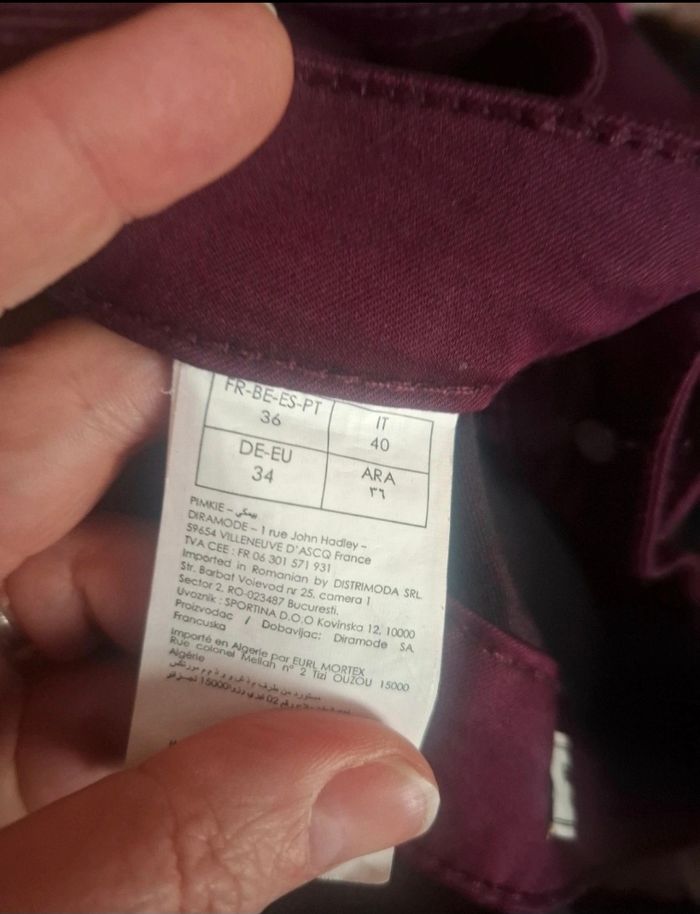 FR-BE-ES-PT
36
IT
40
DE-EU
34
ARA
٣٦
PIMKIE – بيمكي
DIRAMODE – 1 rue John Hadley –
59654 VILLENEUVE D'ASCQ France
TVA CEE : FR 06 301 571 931
Imported in Romanian by DISTRIMODA SRL
Str. Barbat Voievod nr 25, camera 1
Sector 2, RO-023487 Bucuresti.
Uvoznik : SPORTINA D.O.O Kovinska 12, 10000
Proizvodac / Dobavljac: Diramode SA
Francuska
Importé en Algerie par EURL MORTEX
Rue colonel Mellah n° 2 Tizi OUZOU 15000
Algérie